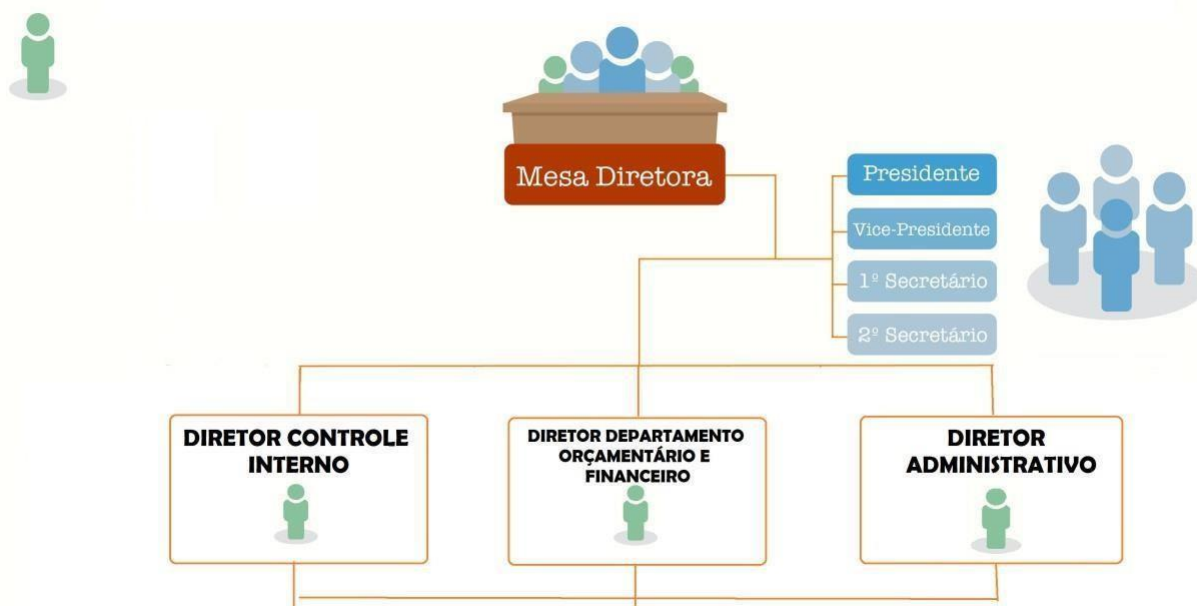 Mesa Diretora
Presidente
Vice-Presidente
1º Secretário
2º Secretário
DIRETOR CONTROLE
INTERNO
DIRETOR DEPARTAMENTO
ORÇAMENTÁRIO E
FINANCEIRO
DIRETOR
ADMINISTRATIVO